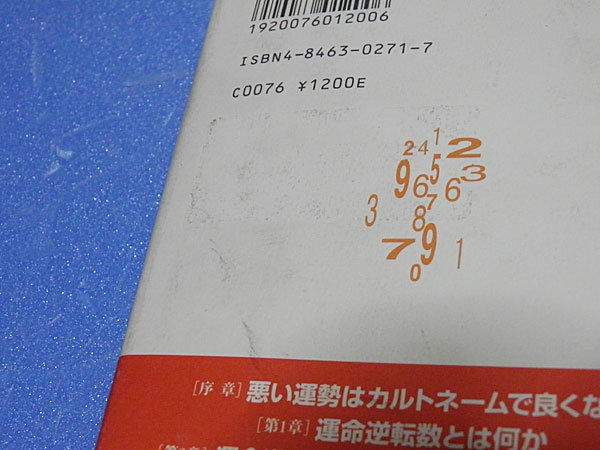 1920076012006
ISBN4-8463-0271-7
C0076 ¥1200E
1
2 4 2
9 6 5 6 3
3 8 7
7 9 1
0
[序章] 悪い運勢はカルトネームで良くな
[第1章] 運命逆転数とは何か